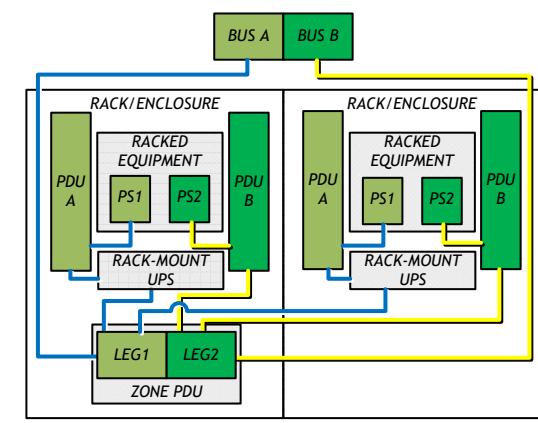 BUS A
BUS B
RACK/ENCLOSURE
RACKED
EQUIPMENT
PDU
A
PS1
PS2
PDU
B
RACK-MOUNT
UPS
LEG1
LEG2
ZONE PDU
RACK/ENCLOSURE
RACKED
EQUIPMENT
PDU
A
PS1
PS2
PDU
B
RACK-MOUNT
UPS